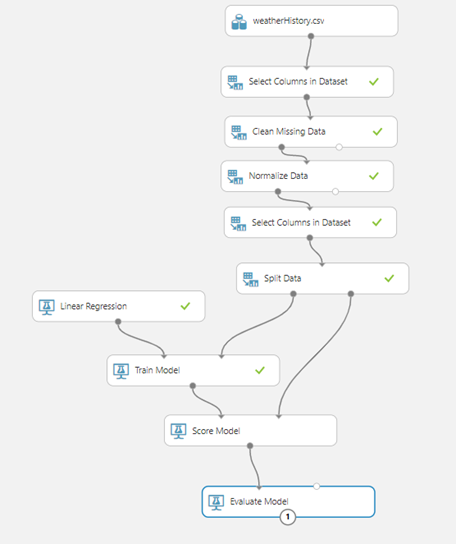 weatherHistory.csv
Select Columns in Dataset
Clean Missing Data
Normalize Data
Select Columns in Dataset
Split Data
Linear Regression
Train Model
Score Model
Evaluate Model
1